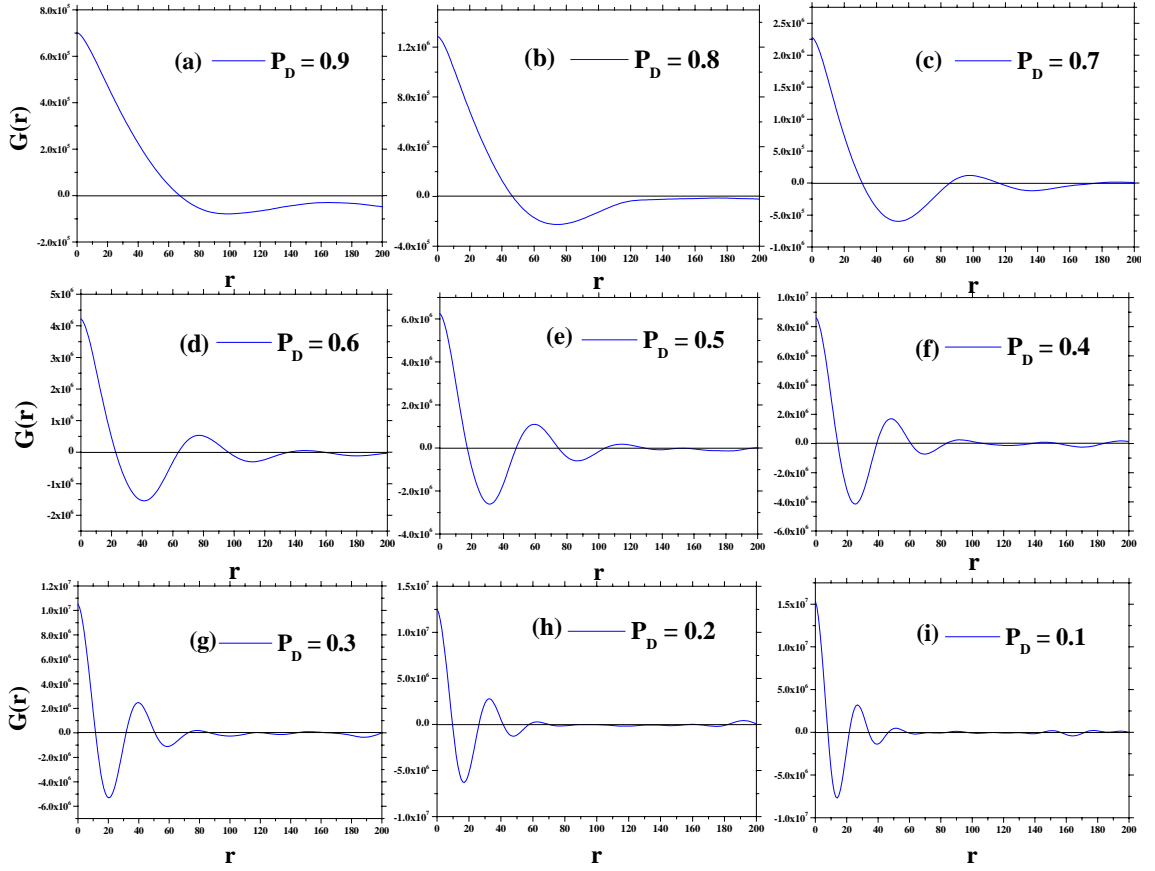 (a) P_D = 0.9
8.0x10⁵
6.0x10⁵
4.0x10⁵
2.0x10⁵
0.0
-2.0x10⁵
0 20 40 60 80 100 120 140 160 180 200
G(r)
r
(b) P_D = 0.8
1.2x10⁶
8.0x10⁵
4.0x10⁵
0.0
-4.0x10⁵
0 20 40 60 80 100 120 140 160 180 200
r
(c) P_D = 0.7
2.5x10⁶
2.0x10⁶
1.5x10⁶
1.0x10⁶
5.0x10⁵
0.0
-5.0x10⁵
-1.0x10⁶
0 20 40 60 80 100 120 140 160 180 200
r
(d) P_D = 0.6
5x10⁶
4x10⁶
3x10⁶
2x10⁶
1x10⁶
0
-1x10⁶
-2x10⁶
0 20 40 60 80 100 120 140 160 180 200
G(r)
r
(e) P_D = 0.5
6.0x10⁶
4.0x10⁶
2.0x10⁶
0.0
-2.0x10⁶
-4.0x10⁶
0 20 40 60 80 100 120 140 160 180 200
r
(f) P_D = 0.4
1.0x10⁷
8.0x10⁶
6.0x10⁶
4.0x10⁶
2.0x10⁶
0.0
-2.0x10⁶
-4.0x10⁶
-6.0x10⁶
0 20 40 60 80 100 120 140 160 180 200
r
(g) P_D = 0.3
1.2x10⁷
1.0x10⁷
8.0x10⁶
6.0x10⁶
4.0x10⁶
2.0x10⁶
0.0
-2.0x10⁶
-4.0x10⁶
-6.0x10⁶
0 20 40 60 80 100 120 140 160 180 200
G(r)
r
(h) P_D = 0.2
1.5x10⁷
1.0x10⁷
5.0x10⁶
0.0
-5.0x10⁶
-1.0x10⁷
0 20 40 60 80 100 120 140 160 180 200
r
(i) P_D = 0.1
1.5x10⁷
1.0x10⁷
5.0x10⁶
0.0
-5.0x10⁶
-1.0x10⁷
0 20 40 60 80 100 120 140 160 180 200
r